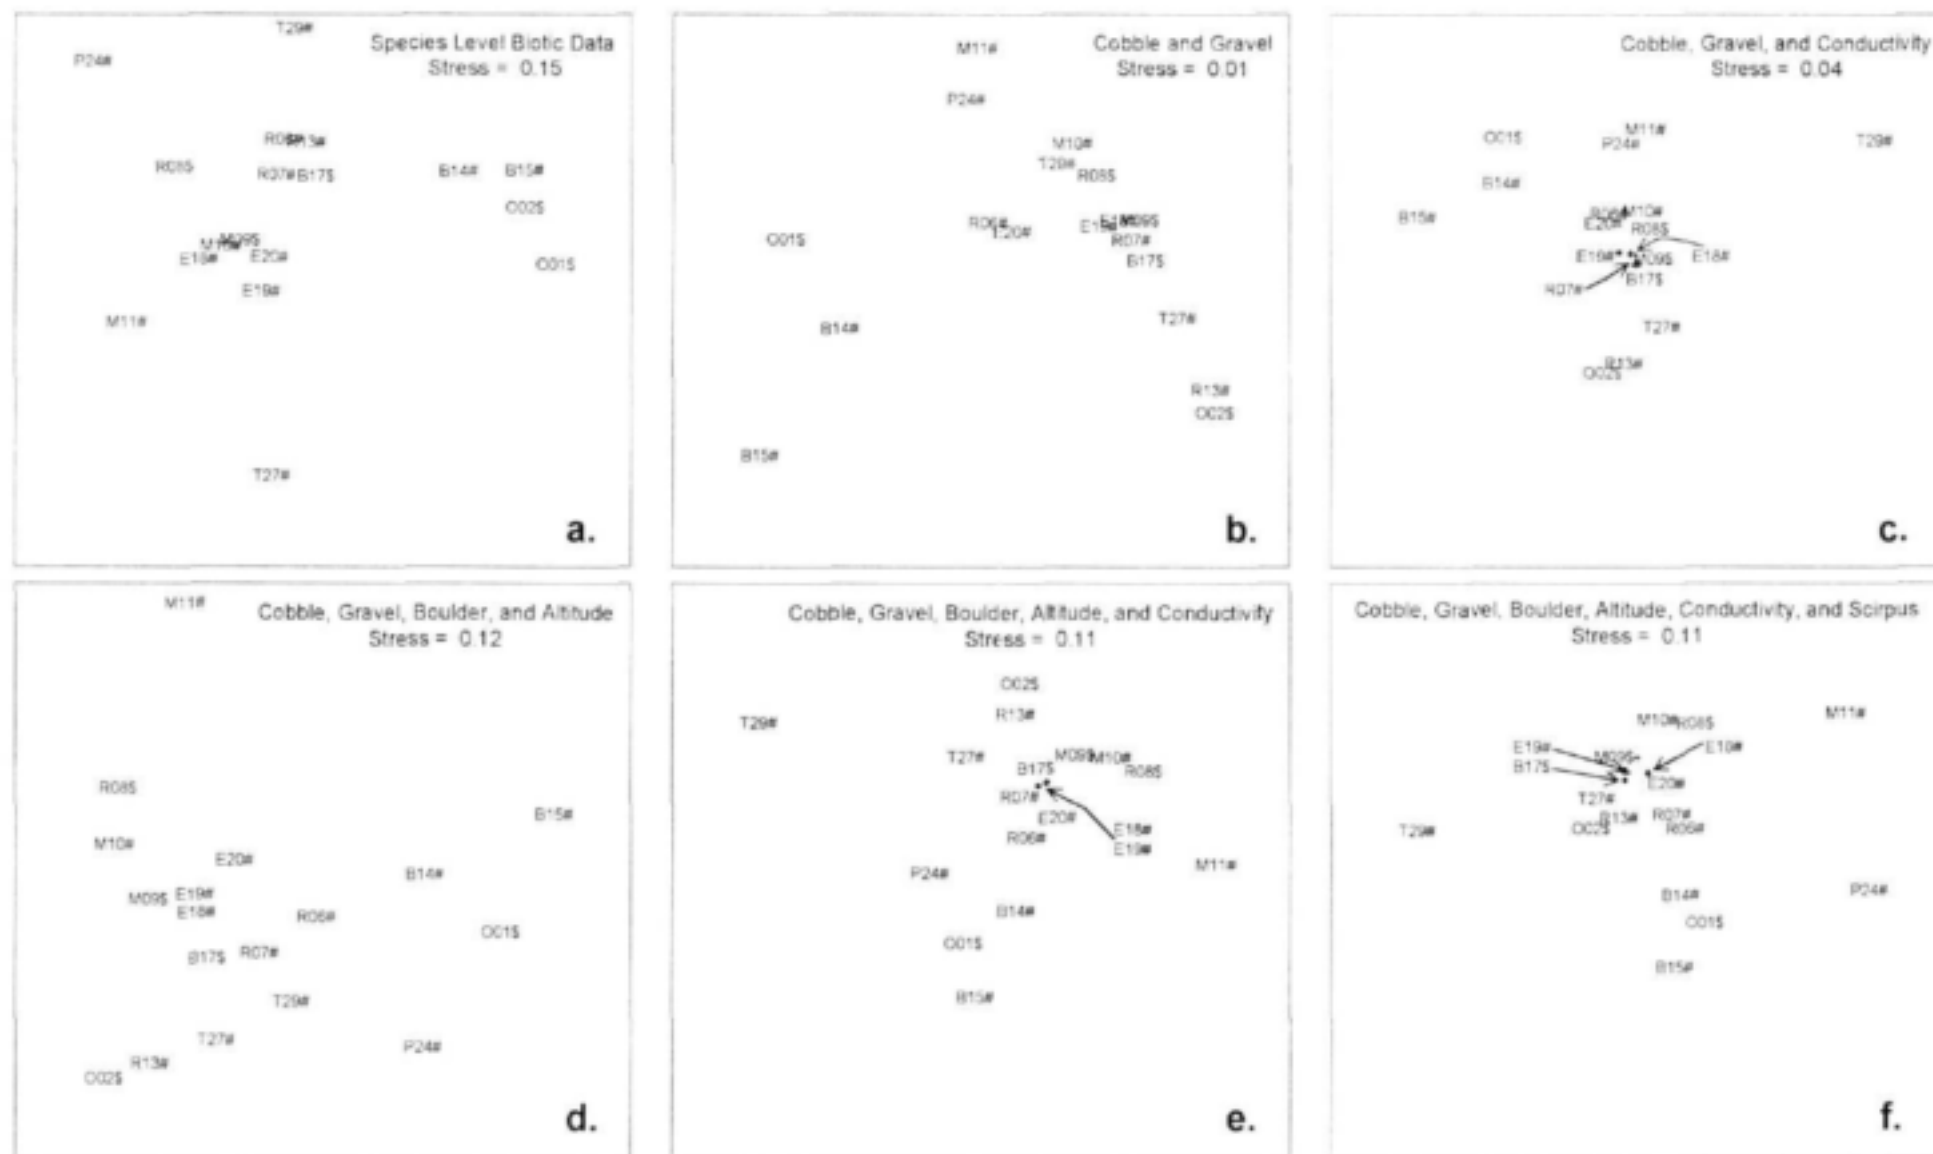 T29#
Species Level Biotic Data
Stress = 0.15
P24#
R13#
R08$
R07# B17$
B14# B15#
O02$
M09$
E18# E20#
O01$
E19#
M11#
T27#
a.
M11#
Cobble and Gravel
Stress = 0.01
P24#
M10#
T29#
R08$
R06# E20#
E19# M09$
O01$
R07#
B17$
B14#
T27#
R13#
O02$
B15#
b.
Cobble, Gravel, and Conductivity
Stress = 0.04
O01$
M11#
P24#
T29#
B14#
B15#
M10#
E20#
R08$
E19# M09$ E18#
B17$
R07#
T27#
R13#
O02$
c.
M11#
Cobble, Gravel, Boulder, and Altitude
Stress = 0.12
R08$
B15#
M10#
E20#
B14#
M09$ E19#
E18#
R06#
O01$
B17$ R07#
T29#
T27#
P24#
R13#
O02$
d.
Cobble, Gravel, Boulder, Altitude, and Conductivity
Stress = 0.11
O02$
R13#
T29#
T27#
M09$ M10#
B17$
R08$
R07#
E20#
E18#
R06#
E19#
M11#
P24#
B14#
O01$
B15#
e.
Cobble, Gravel, Boulder, Altitude, Conductivity, and Scirpus
Stress = 0.11
M11#
M10# R08$
E19#
M09$
B17$
E20#
T27#
R07#
O02$
R06#
T29#
P24#
B14#
O01$
B15#
f.